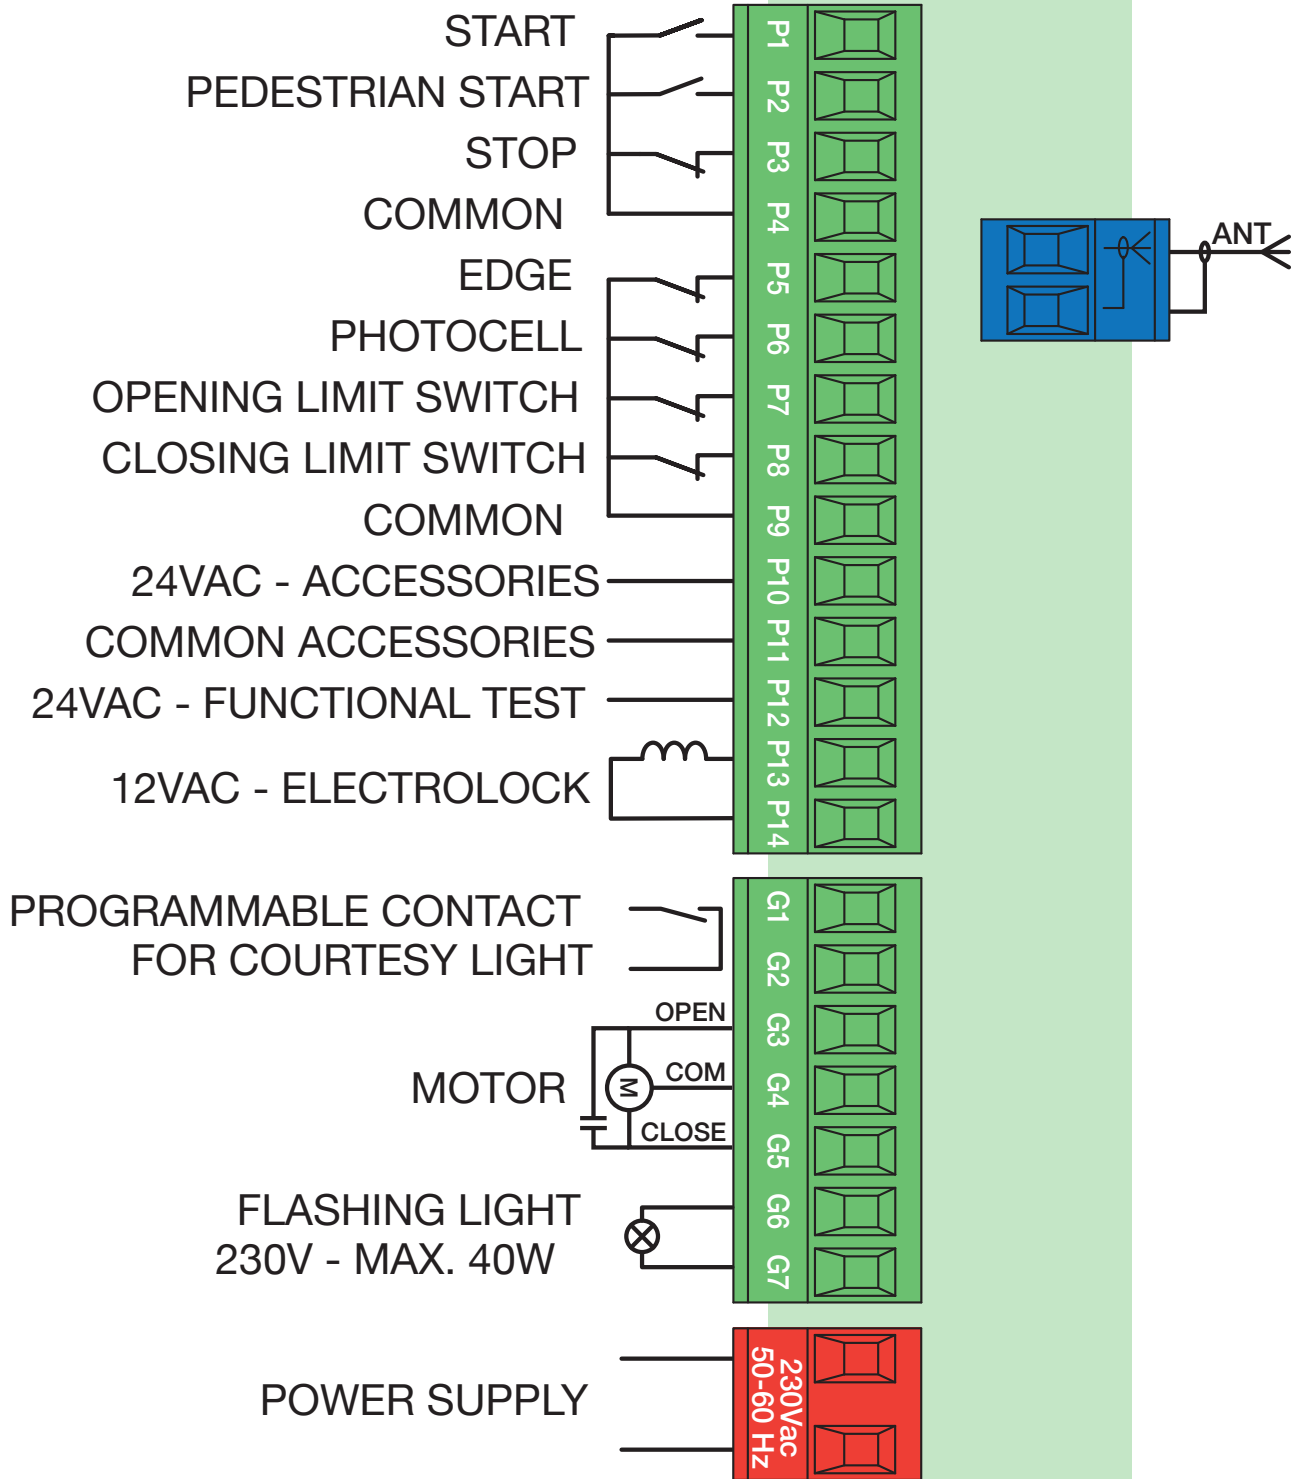 START
P1
PEDESTRIAN START
P2
STOP
P3
COMMON
P4
ANT
EDGE
P5
PHOTOCELL
P6
OPENING LIMIT SWITCH
P7
CLOSING LIMIT SWITCH
P8
COMMON
P9
24VAC - ACCESSORIES
P10
COMMON ACCESSORIES
P11
24VAC - FUNCTIONAL TEST
P12
12VAC - ELECTROLOCK
P13
P14
PROGRAMMABLE CONTACT
FOR COURTESY LIGHT
G1
G2
MOTOR
OPEN
G3
M
COM
G4
CLOSE
G5
FLASHING LIGHT
230V - MAX. 40W
G6
G7
POWER SUPPLY
230Vac
50-60 Hz